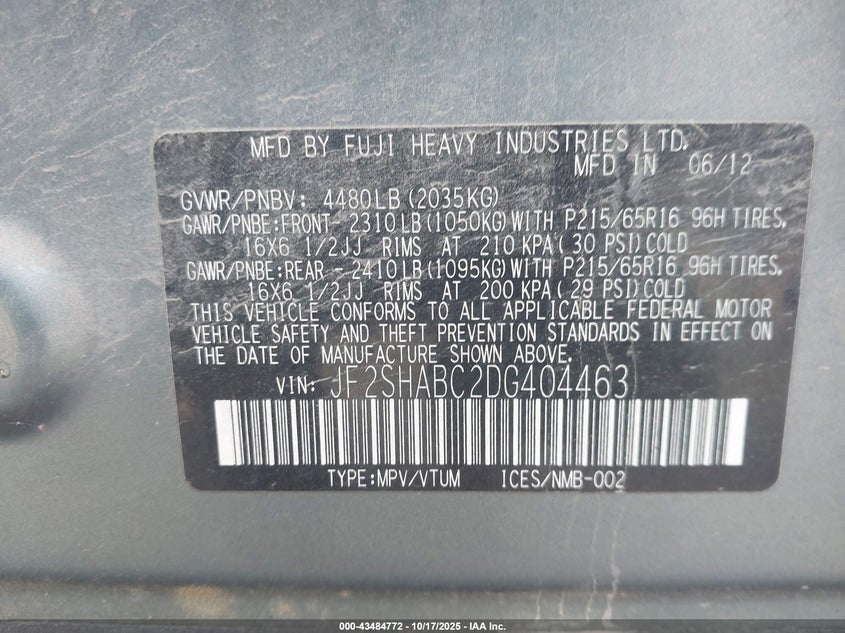 MFD BY FUJI HEAVY INDUSTRIES LTD.
MFD IN 06/12
GVWR/PNBV: 4480LB(2035KG)
GAWR/PNBE:FRONT- 2310LB(1050KG)WITH P215/65R16 96H TIRES,
16X6 1/2JJ RIMS AT 210 KPA( 30 PSI)COLD
GAWR/PNBE:REAR - 2410LB(1095KG)WITH P215/65R16 96H TIRES,
16X6 1/2JJ RIMS AT 200 KPA(29 PSI)COLD
THIS VEHICLE CONFORMS TO ALL APPLICABLE FEDERAL MOTOR
VEHICLE SAFETY AND THEFT PREVENTION STANDARDS IN EFFECT ON
THE DATE OF MANUFACTURE SHOWN ABOVE.
VIN: JF2SHABC2DG404463
TYPE:MPV/VTUM ICES/NMB-002
000-43484772 - 10/17/2025 - IAA Inc.